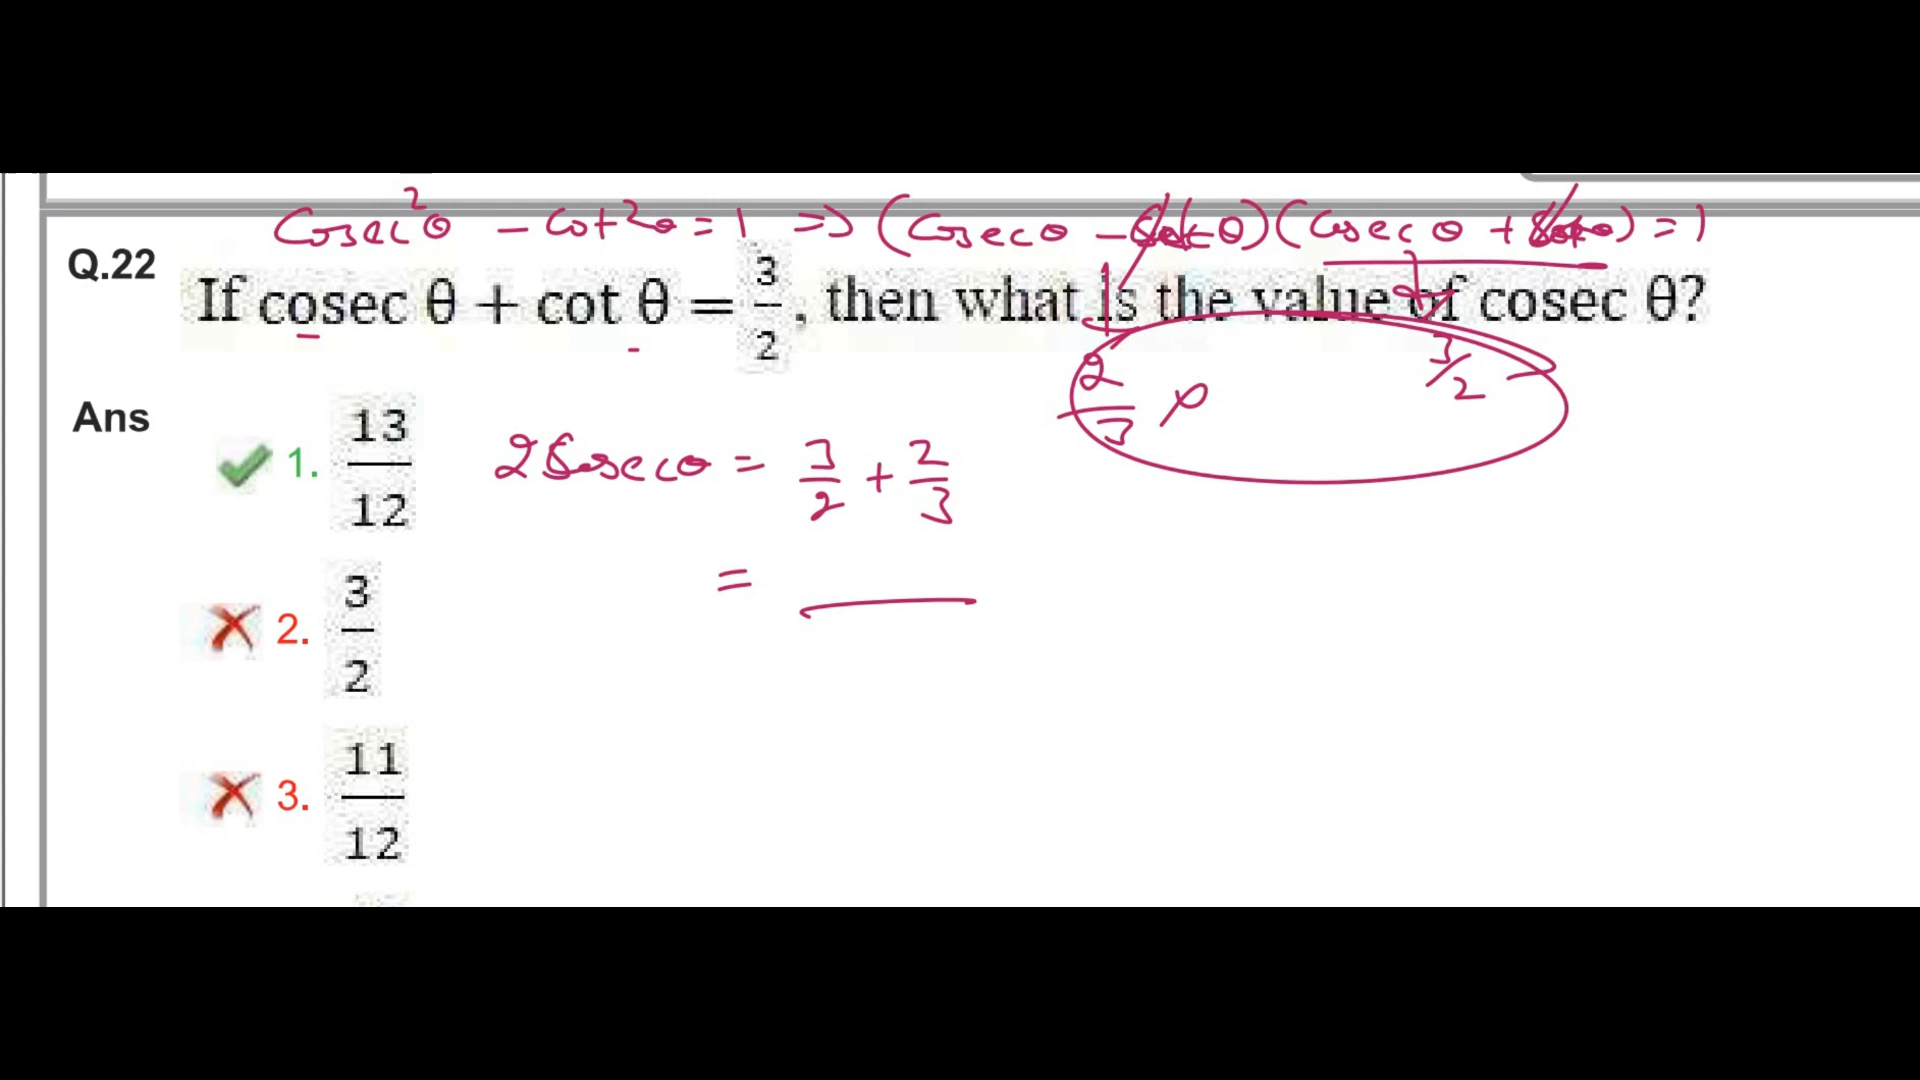 Cosec²θ - cot²θ = 1 => (cosecθ - cotθ)(cosecθ + cotθ) = 1
Q.22 If cosec θ + cot θ = 3/2, then what is the value of cosec θ?
2/3 3/2
Ans 1. 13/12
2 Cosecθ = 3/2 + 2/3
=
2. 3/2
3. 11/12